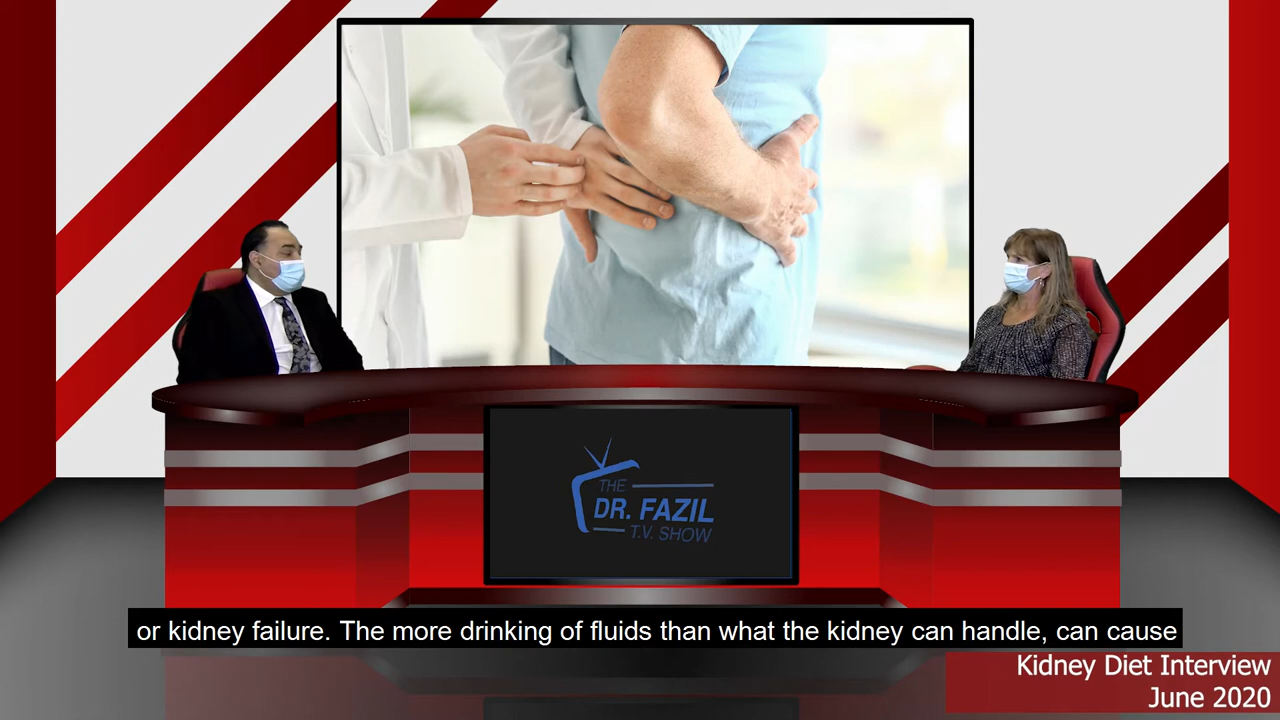 THE
DR. FAZIL
T.V. SHOW
or kidney failure. The more drinking of fluids than what the kidney can handle, can cause
Kidney Diet Interview
June 2020